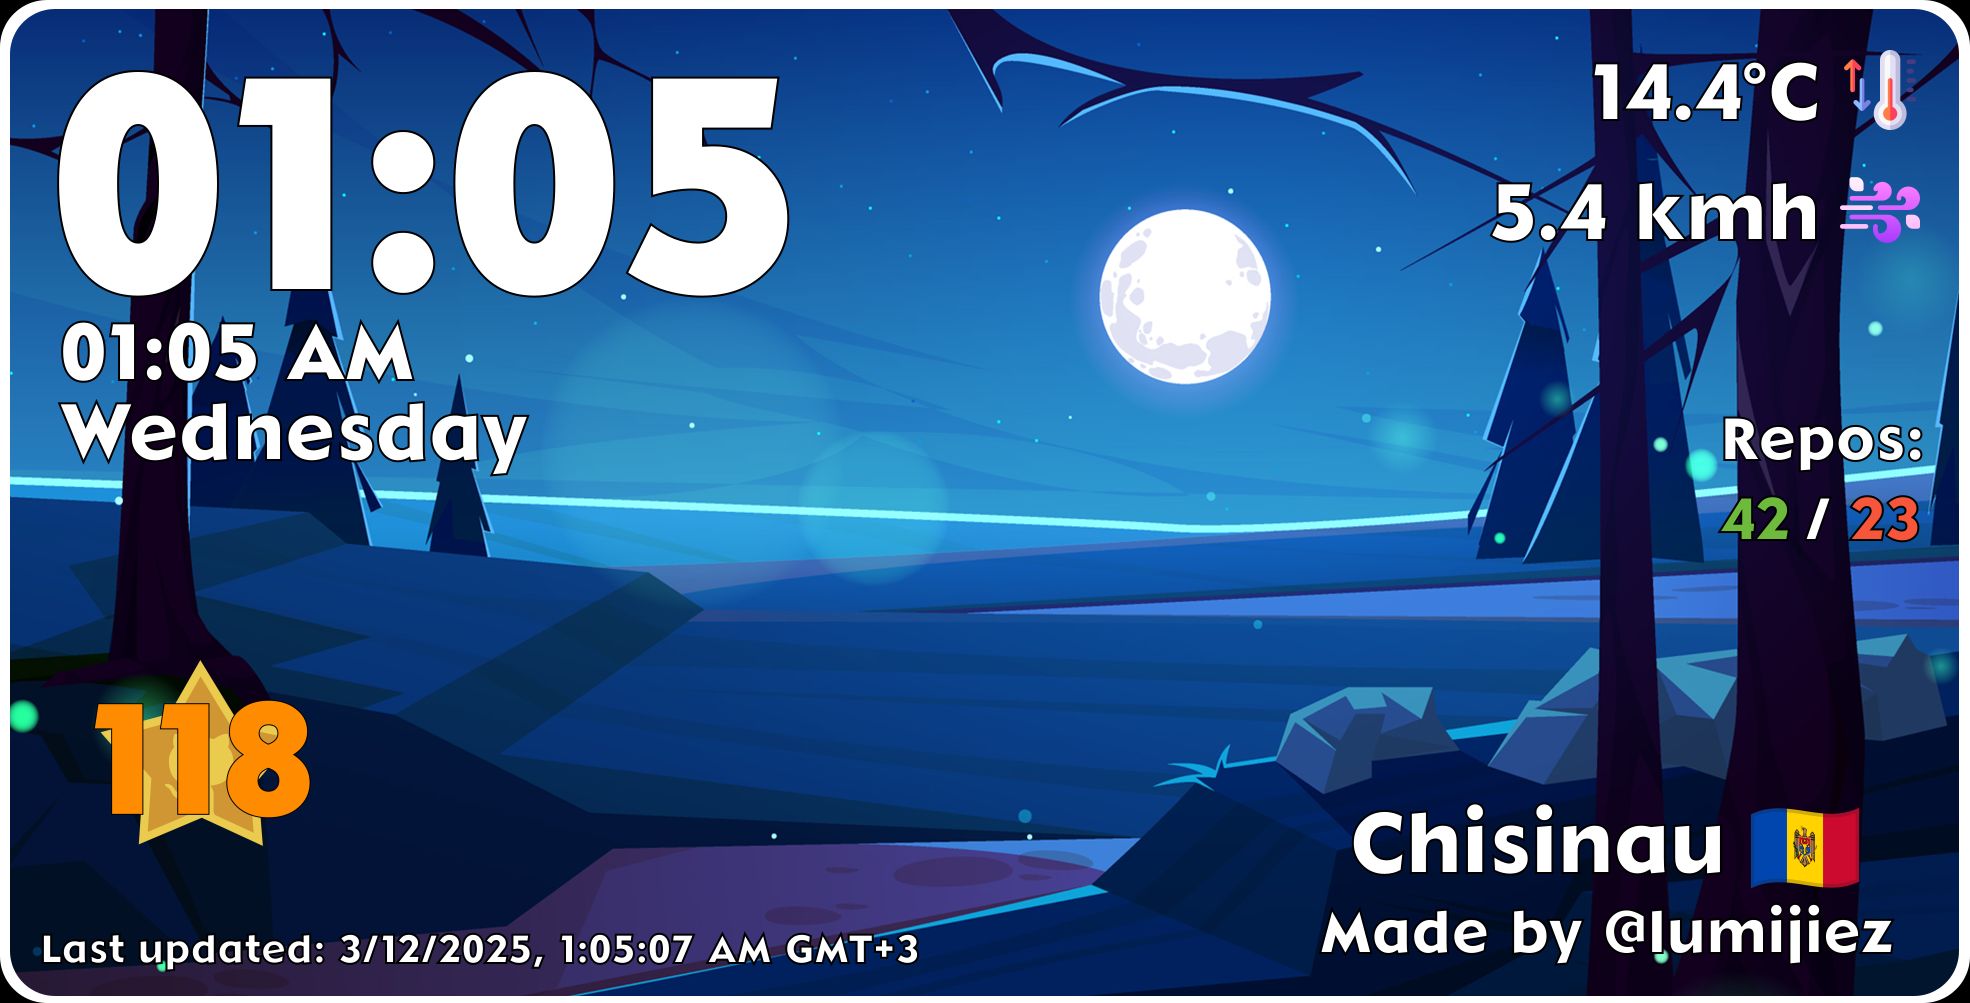 01:05
01:05 AM
Wednesday
14.4°C
5.4 kmh
Repos:
42 / 23
118
Chisinau
Made by @lumijiez
Last updated: 3/12/2025, 1:05:07 AM GMT+3